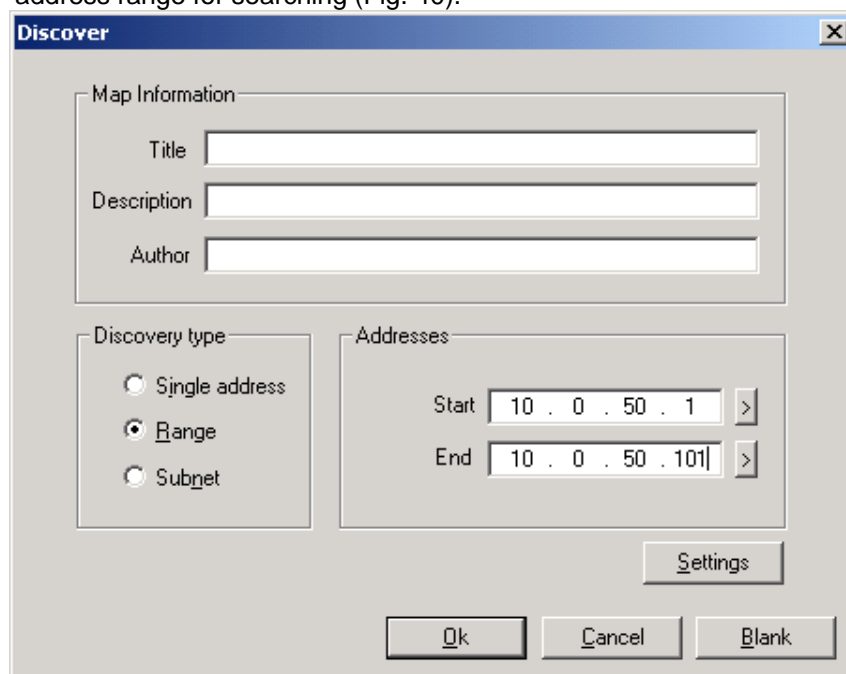 address range for searching (Fig. 10).
Discover
Map Information
Title
Description
Author
Discovery type
Single address
Range
Subnet
Addresses
Start 10 . 0 . 50 . 1 >
End 10 . 0 . 50 . 101 >
Settings
Ok Cancel Blank